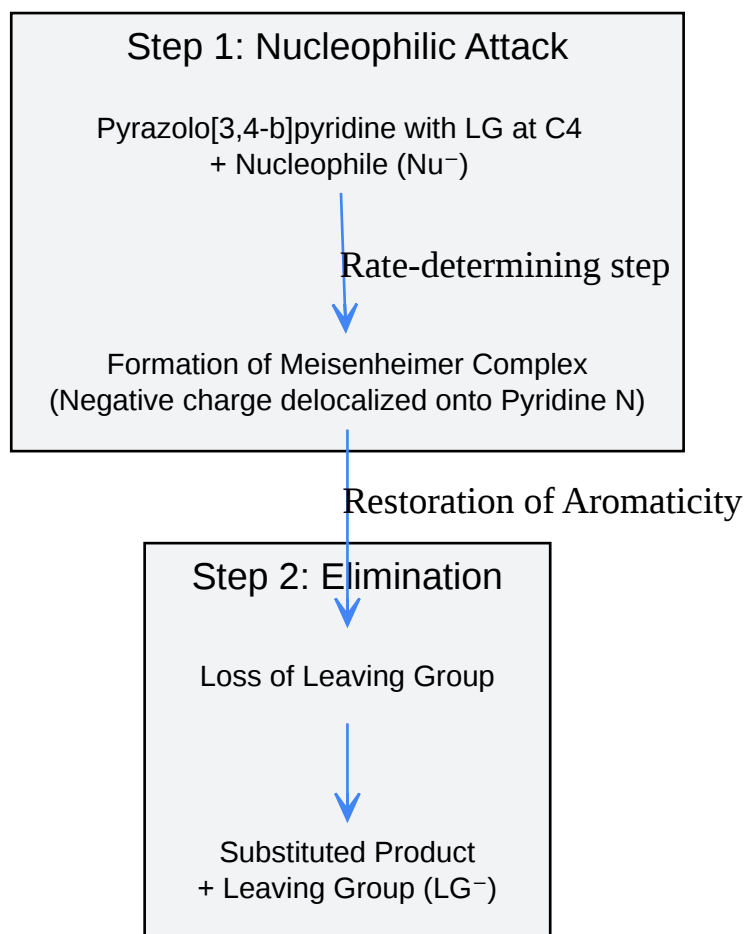 Step 1: Nucleophilic Attack
Pyrazolo[3,4-b]pyridine with LG at C4
+ Nucleophile (Nu⁻)
Rate-determining step
Formation of Meisenheimer Complex
(Negative charge delocalized onto Pyridine N)
Restoration of Aromaticity
Step 2: Elimination
Loss of Leaving Group
Substituted Product
+ Leaving Group (LG⁻)